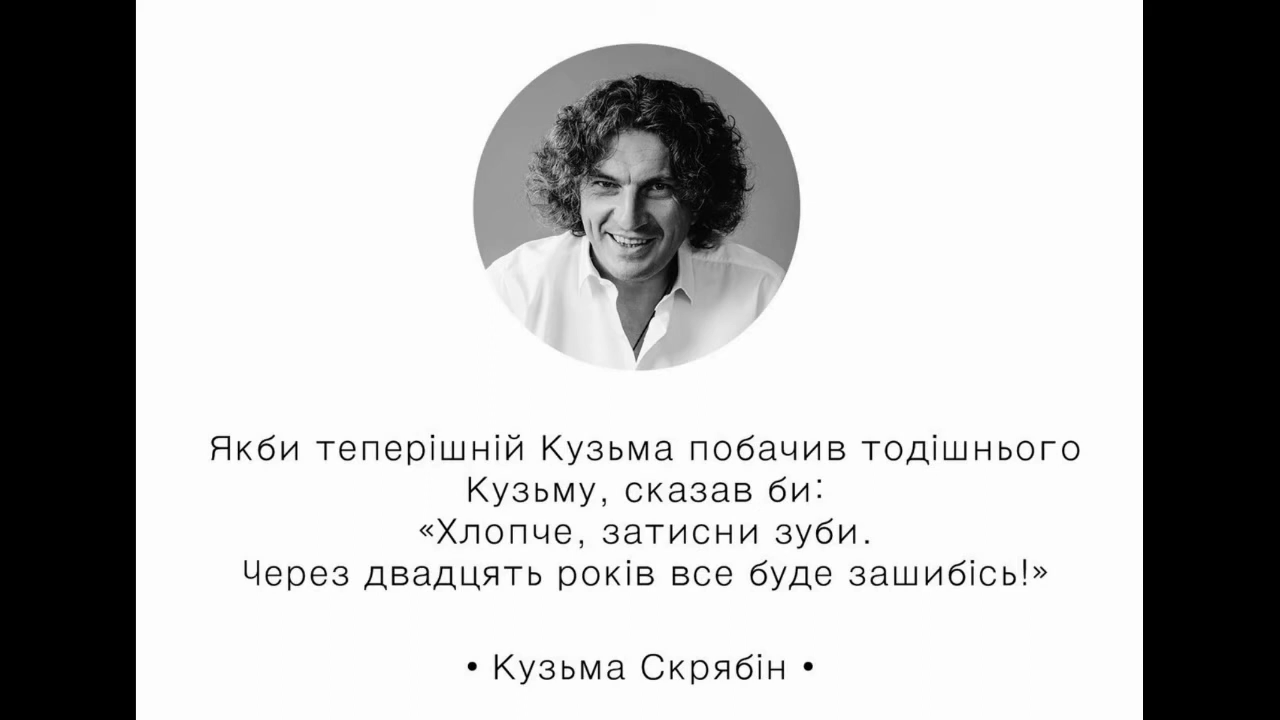 Якби теперішній Кузьма побачив тодішнього
Кузьму, сказав би:
«Хлопче, затисни зуби.
Через двадцять років все буде зашибісь!»
• Кузьма Скрябін •